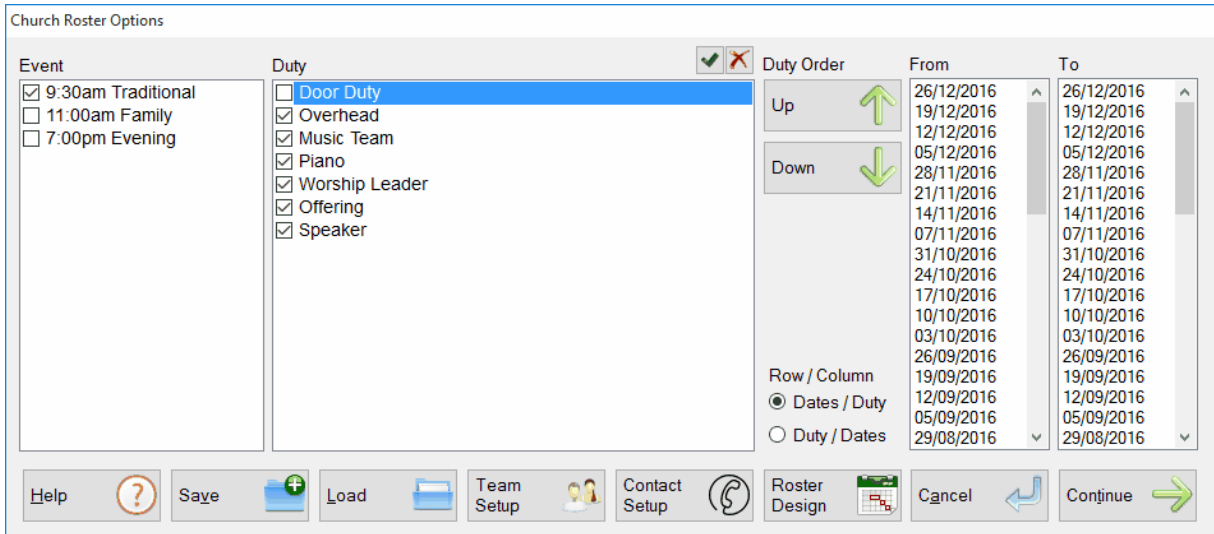 Church Roster Options
Event
9:30am Traditional
11:00am Family
7:00pm Evening
Duty
Door Duty
Overhead
Music Team
Piano
Worship Leader
Offering
Speaker
Duty Order
Up
Down
Row / Column
Dates / Duty
Duty / Dates
From
26/12/2016
19/12/2016
12/12/2016
05/12/2016
28/11/2016
21/11/2016
14/11/2016
07/11/2016
31/10/2016
24/10/2016
17/10/2016
10/10/2016
03/10/2016
26/09/2016
19/09/2016
12/09/2016
05/09/2016
29/08/2016
To
26/12/2016
19/12/2016
12/12/2016
05/12/2016
28/11/2016
21/11/2016
14/11/2016
07/11/2016
31/10/2016
24/10/2016
17/10/2016
10/10/2016
03/10/2016
26/09/2016
19/09/2016
12/09/2016
05/09/2016
29/08/2016
Help
Save
Load
Team
Setup
Contact
Setup
Roster
Design
Cancel
Continue